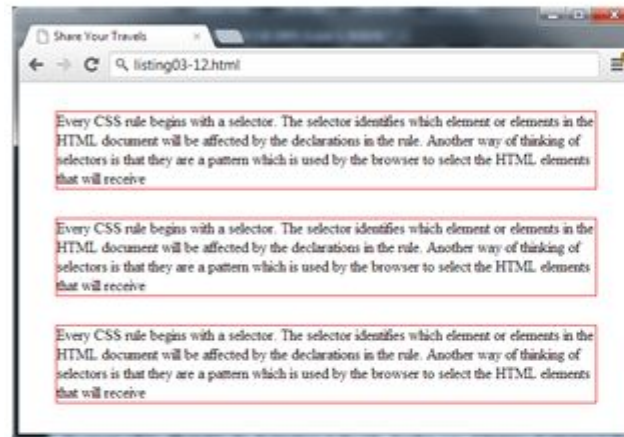 Share Your Travels
listing03-12.html
Every CSS rule begins with a selector. The selector identifies which element or elements in the
HTML document will be affected by the declarations in the rule. Another way of thinking of
selectors is that they are a pattern which is used by the browser to select the HTML elements
that will receive
Every CSS rule begins with a selector. The selector identifies which element or elements in the
HTML document will be affected by the declarations in the rule. Another way of thinking of
selectors is that they are a pattern which is used by the browser to select the HTML elements
that will receive
Every CSS rule begins with a selector. The selector identifies which element or elements in the
HTML document will be affected by the declarations in the rule. Another way of thinking of
selectors is that they are a pattern which is used by the browser to select the HTML elements
that will receive